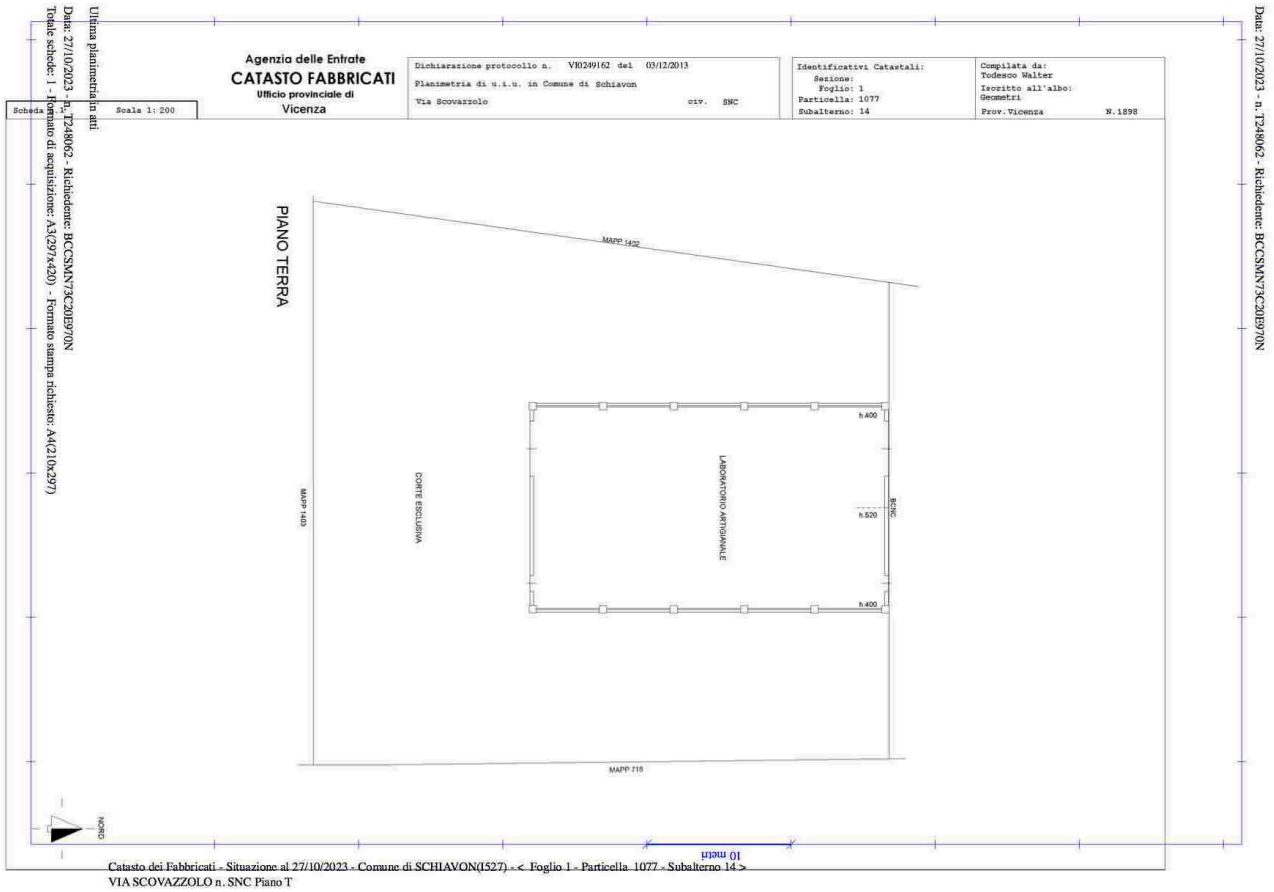 Ultima planimetria in atti
Data: 27/10/2023 - n. T248062 - Richiedente: BCCSMN73C20E970N
Totale schede: 1 - Formato di acquisizione: A3(297x420) - Formato stampa richiesto: A4(210x297)
Agenzia delle Entrate
CATASTO FABBRICATI
Ufficio provinciale di
Vicenza
Scheda n.1 Scala 1: 200
Dichiarazione protocollo n. VI0249162 del 03/12/2013
Planimetria di u.i.u. in Comune di Schiavon
Via Scovazzolo civ. SNC
Identificativi Catastali:
Sezione:
Foglio: 1
Particella: 1077
Subalterno: 14
Compilata da:
Todesco Walter
Iscritto all'albo:
Geometri
Prov.Vicenza N.1898
Data: 27/10/2023 - n. T248062 - Richiedente: BCCSMN73C20E970N
PIANO TERRA
MAPP 1402
h.400
LABORATORIO ARTIGIANALE
CORTE ESCLUSIVA
MAPP 1403
BCNC
h.520
h.400
MAPP 715
NORD
10 metri
Catasto dei Fabbricati - Situazione al 27/10/2023 - Comune di SCHIAVON(I527) - < Foglio 1 - Particella 1077 - Subalterno 14 >
VIA SCOVAZZOLO n. SNC Piano T